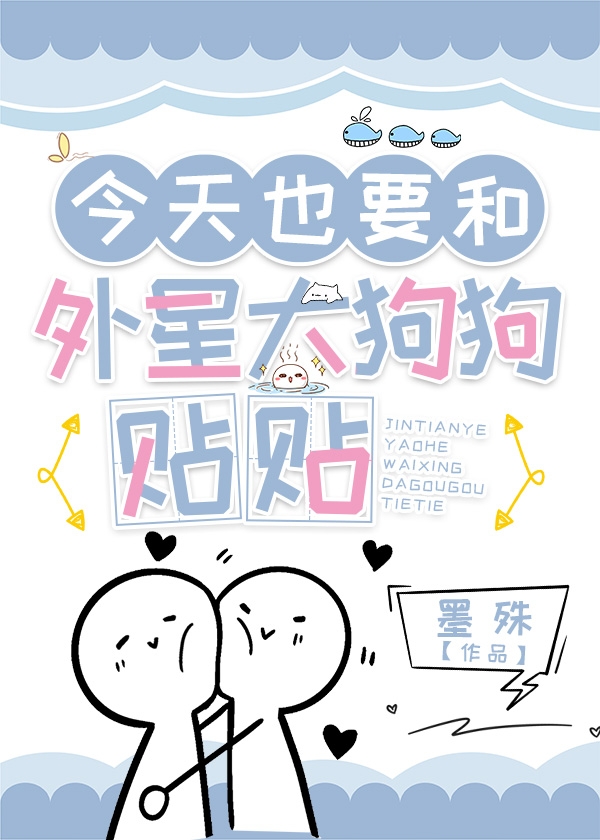 今天也要和
外星大狗狗
贴贴
JINTIANYE
YAOHE
WAIXING
DAGOUGOU
TIETIE
墨殊
【作品】